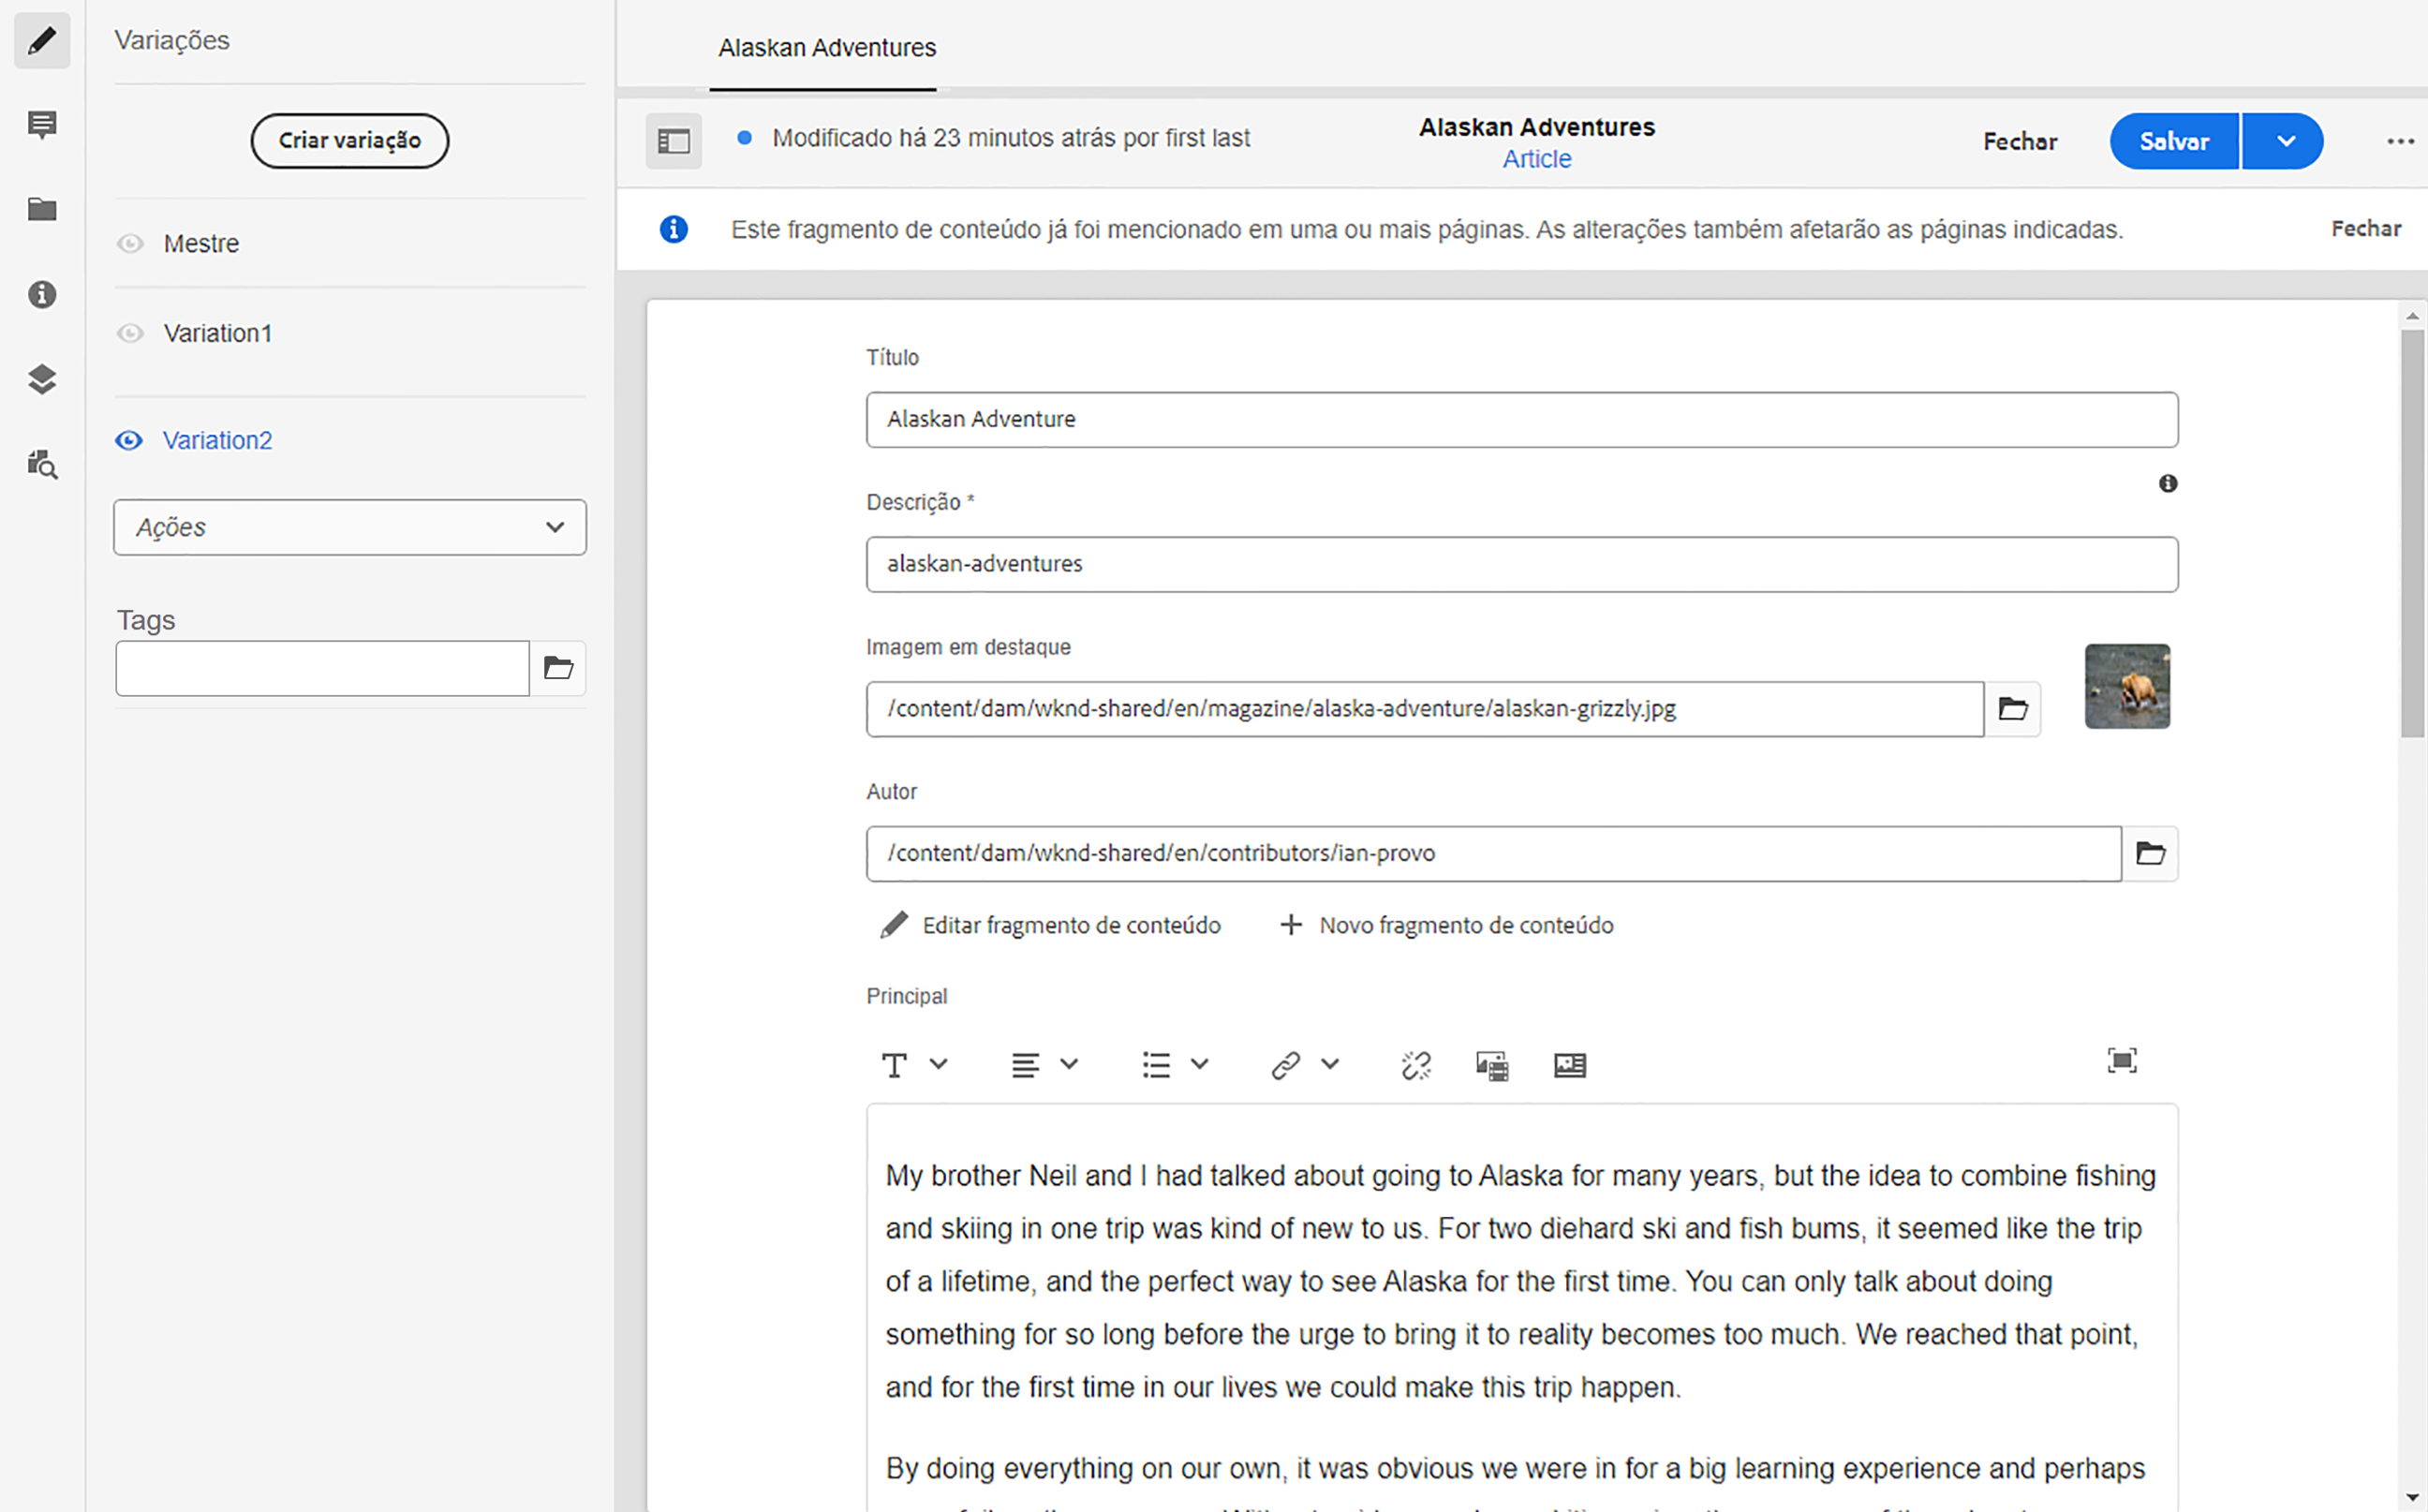 Variações
Criar variação
Mestre
Variation1
Variation2
Ações
Tags
Alaskan Adventures
Modificado há 23 minutos atrás por first last
Alaskan Adventures
Article
Fechar
Salvar
Este fragmento de conteúdo já foi mencionado em uma ou mais páginas. As alterações também afetarão as páginas indicadas.
Fechar
Título
Alaskan Adventure
Descrição *
alaskan-adventures
Imagem em destaque
/content/dam/wknd-shared/en/magazine/alaska-adventure/alaskan-grizzly.jpg
Autor
/content/dam/wknd-shared/en/contributors/ian-provo
Editar fragmento de conteúdo
Novo fragmento de conteúdo
Principal
My brother Neil and I had talked about going to Alaska for many years, but the idea to combine fishing
and skiing in one trip was kind of new to us. For two diehard ski and fish bums, it seemed like the trip
of a lifetime, and the perfect way to see Alaska for the first time. You can only talk about doing
something for so long before the urge to bring it to reality becomes too much. We reached that point,
and for the first time in our lives we could make this trip happen.
By doing everything on our own, it was obvious we were in for a big learning experience and perhaps